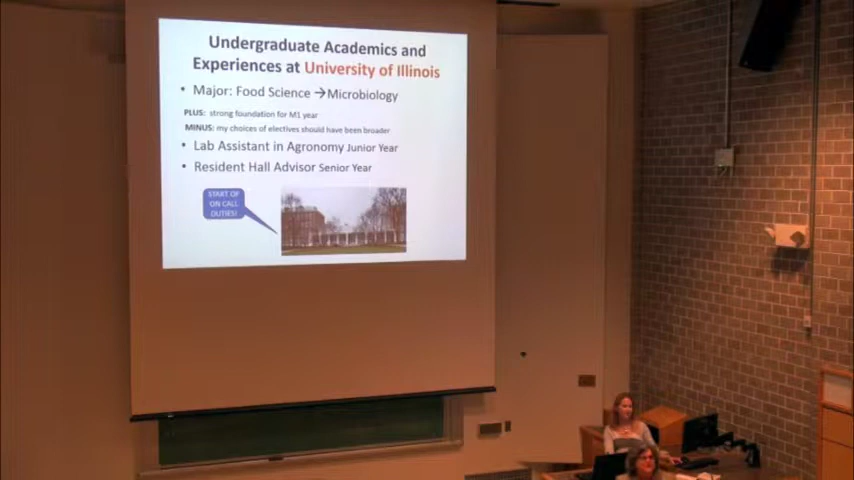 Undergraduate Academics and
Experiences at University of Illinois
• Major: Food Science →Microbiology
PLUS: strong foundation for M1 year
MINUS: my choices of electives should have been broader
• Lab Assistant in Agronomy Junior Year
• Resident Hall Advisor Senior Year
START OF
ON CALL
DUTIES!